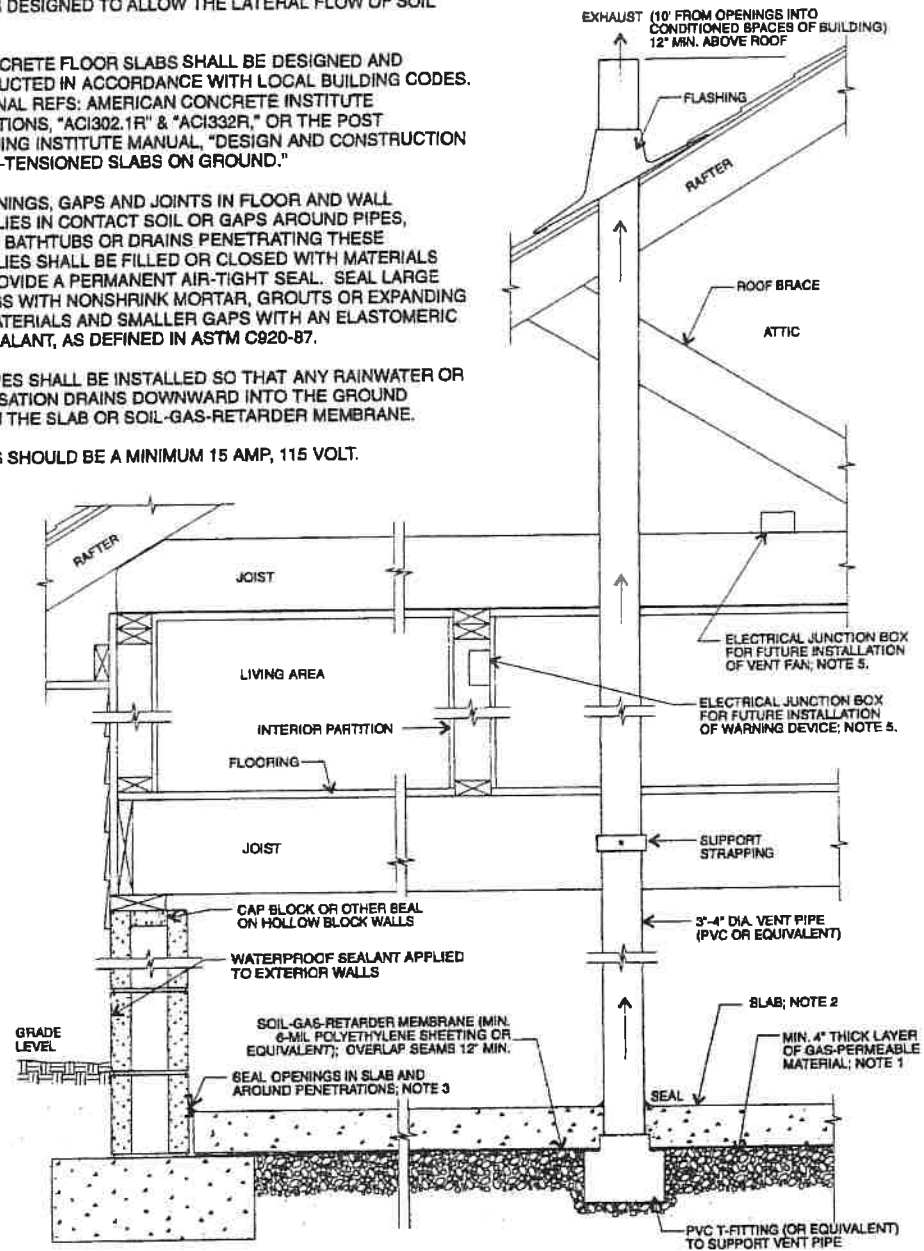 DESIGNED TO ALLOW THE LATERAL FLOW OF SOIL
CRETE FLOOR SLABS SHALL BE DESIGNED AND
UCTED IN ACCORDANCE WITH LOCAL BUILDING CODES.
NAL REFS: AMERICAN CONCRETE INSTITUTE
TIONS, "ACI302.1R" & "ACI332R," OR THE POST
ING INSTITUTE MANUAL, "DESIGN AND CONSTRUCTION
-TENSIONED SLABS ON GROUND."
NINGS, GAPS AND JOINTS IN FLOOR AND WALL
LIES IN CONTACT SOIL OR GAPS AROUND PIPES,
BATHTUBS OR DRAINS PENETRATING THESE
LIES SHALL BE FILLED OR CLOSED WITH MATERIALS
OVIDE A PERMANENT AIR-TIGHT SEAL. SEAL LARGE
GS WITH NONSHRINK MORTAR, GROUTS OR EXPANDING
ATERIALS AND SMALLER GAPS WITH AN ELASTOMERIC
EALANT, AS DEFINED IN ASTM C920-87.
PES SHALL BE INSTALLED SO THAT ANY RAINWATER OR
SATION DRAINS DOWNWARD INTO THE GROUND
H THE SLAB OR SOIL-GAS-RETARDER MEMBRANE.
S SHOULD BE A MINIMUM 15 AMP, 115 VOLT.
EXHAUST (10' FROM OPENINGS INTO
CONDITIONED SPACES OF BUILDING)
12" MIN. ABOVE ROOF
FLASHING
RAFTER
ROOF BRACE
ATTIC
RAFTER
JOIST
ELECTRICAL JUNCTION BOX
FOR FUTURE INSTALLATION
OF VENT FAN; NOTE 5.
LIVING AREA
ELECTRICAL JUNCTION BOX
FOR FUTURE INSTALLATION
OF WARNING DEVICE; NOTE 5.
INTERIOR PARTITION
FLOORING
JOIST
SUPPORT
STRAPPING
CAP BLOCK OR OTHER SEAL
ON HOLLOW BLOCK WALLS
3"-4" DIA. VENT PIPE
(PVC OR EQUIVALENT)
WATERPROOF SEALANT APPLIED
TO EXTERIOR WALLS
SLAB; NOTE 2
SOIL-GAS-RETARDER MEMBRANE (MIN.
6-MIL POLYETHYLENE SHEETING OR
EQUIVALENT); OVERLAP SEAMS 12" MIN.
GRADE
LEVEL
MIN. 4" THICK LAYER
OF GAS-PERMEABLE
MATERIAL; NOTE 1
SEAL OPENINGS IN SLAB AND
AROUND PENETRATIONS; NOTE 3
SEAL
PVC T-FITTING (OR EQUIVALENT)
TO SUPPORT VENT PIPE